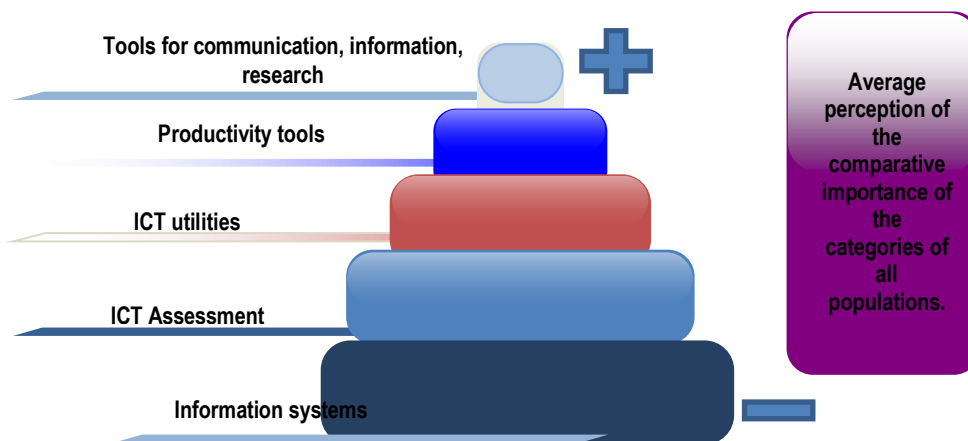 Tools for communication, information,
research
Productivity tools
ICT utilities
ICT Assessment
Information systems
Average
perception of
the
comparative
importance of
the
categories of
all
populations.